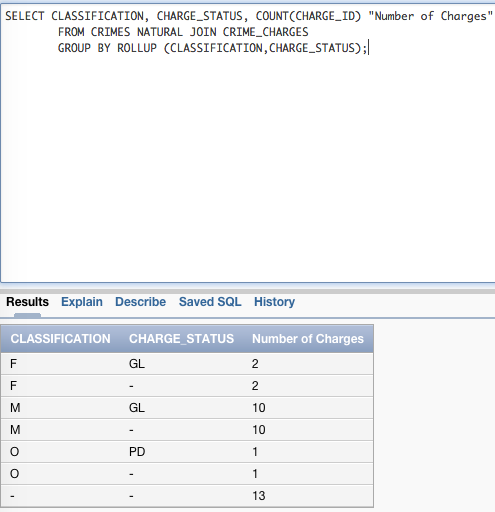 SELECT CLASSIFICATION, CHARGE_STATUS, COUNT(CHARGE_ID) "Number of Charges"
FROM CRIMES NATURAL JOIN CRIME_CHARGES
GROUP BY ROLLUP (CLASSIFICATION,CHARGE_STATUS);
Results Explain Describe Saved SQL History
CLASSIFICATION CHARGE_STATUS Number of Charges
F GL 2
F - 2
M GL 10
M - 10
O PD 1
O - 1
- - 13